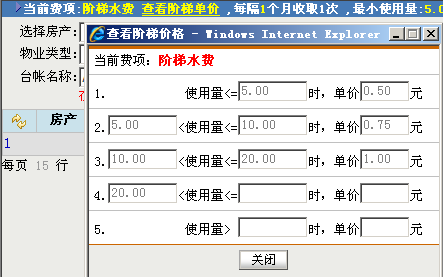 当前费项:阶梯水费 查看阶梯单价 ,每隔1个月收取1次 ,最小使用量:5.0
选择房产:
物业类型:
台帐名称:
房产
1
每页 15 行
查看阶梯价格 - Windows Internet Explorer
当前费项: 阶梯水费
1. 使用量<= 5.00 时，单价 0.50 元
2. 5.00 <使用量<= 10.00 时，单价 0.75 元
3. 10.00 <使用量<= 20.00 时，单价 1.00 元
4. 20.00 <使用量<= 时，单价 元
5. 使用量> 时，单价 元
关闭